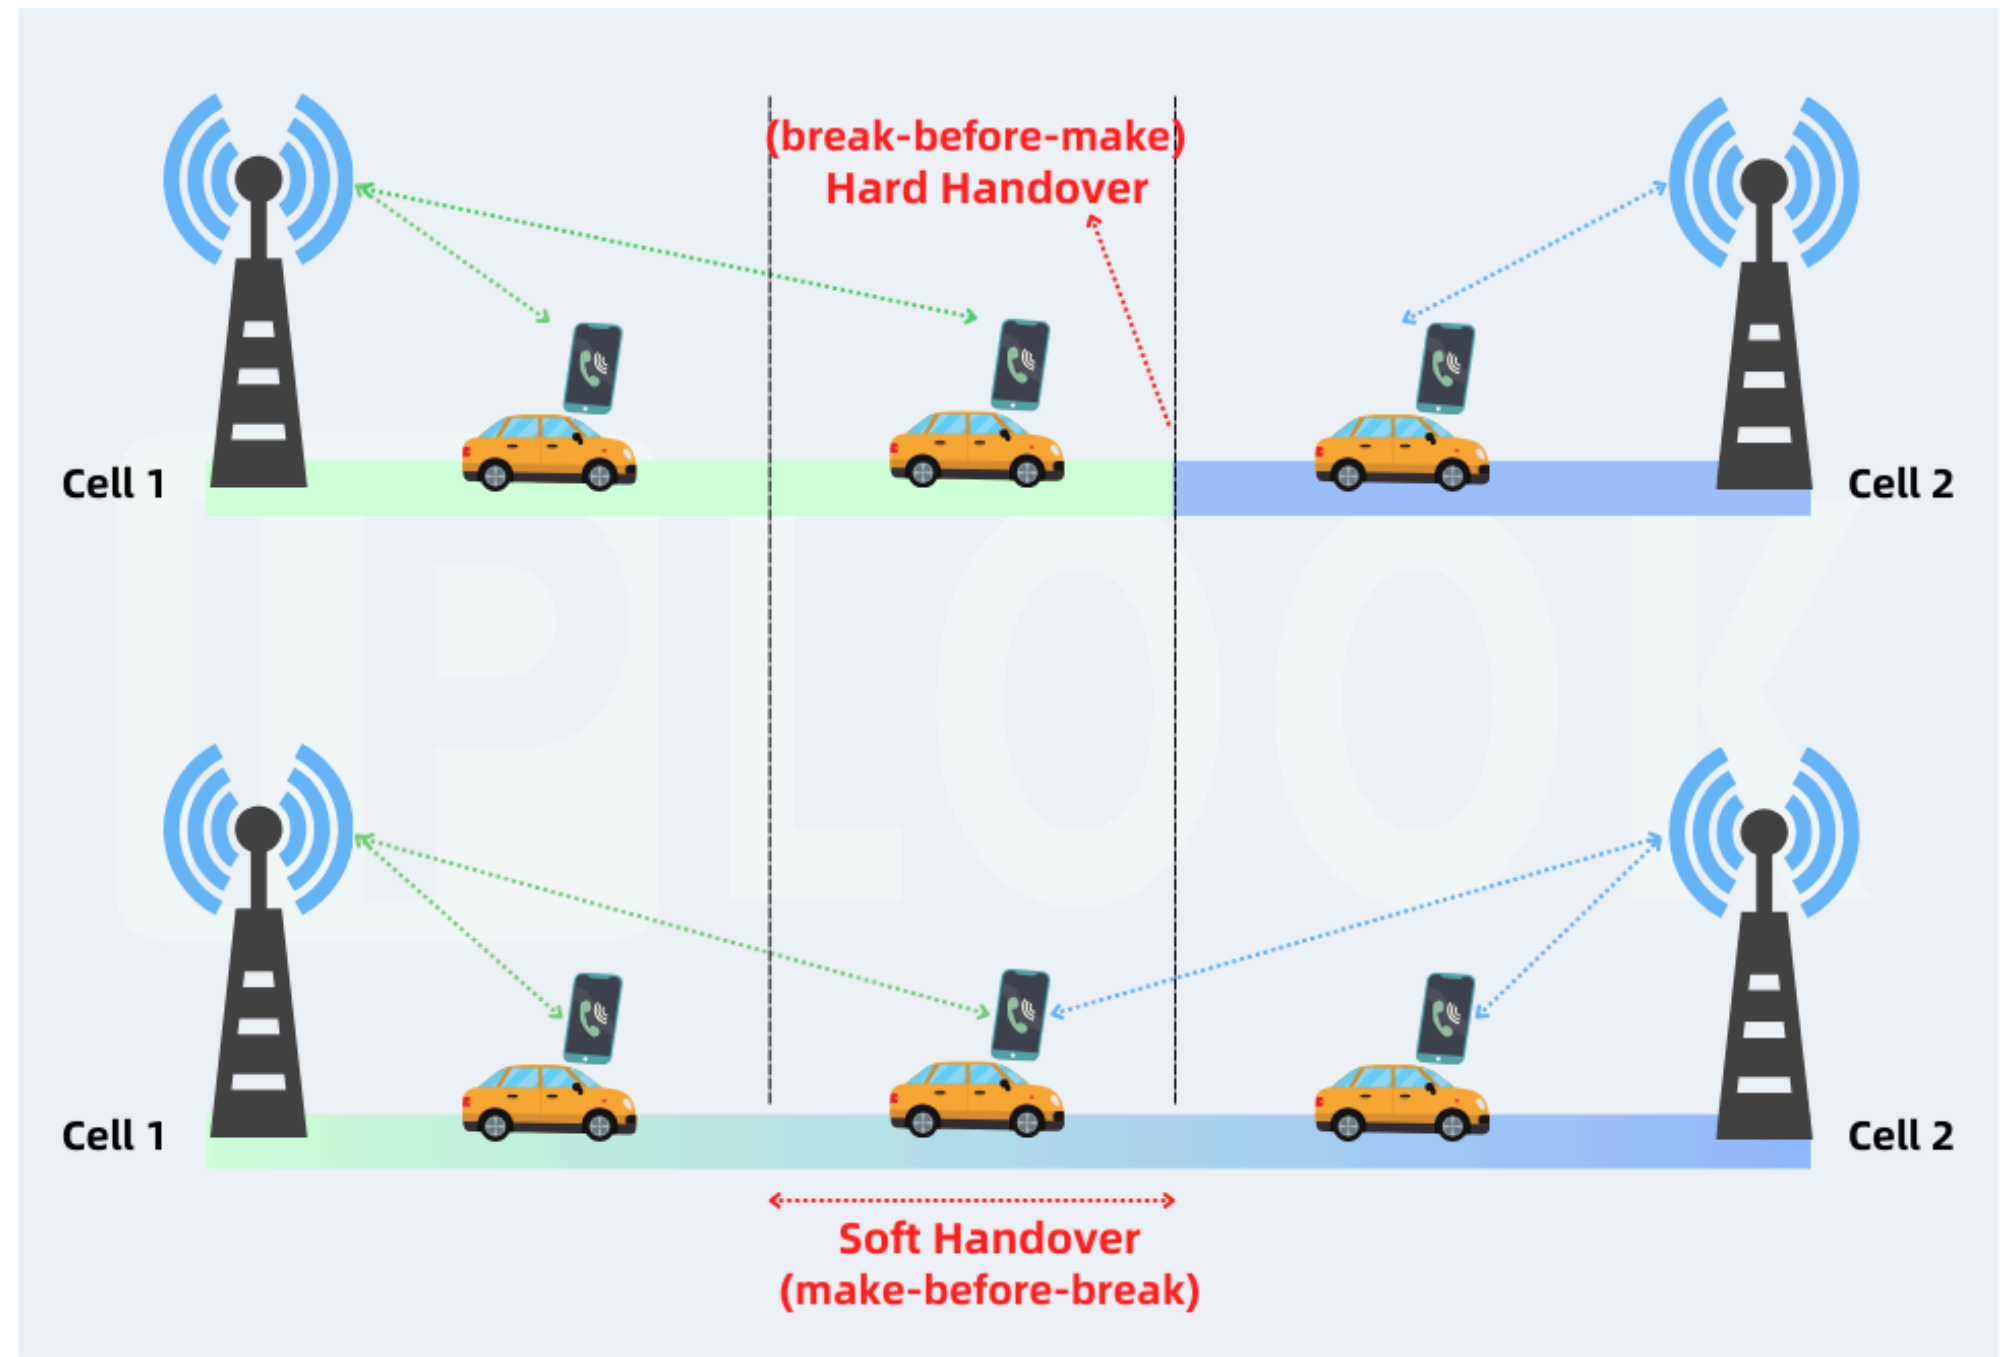 (break-before-make)
Hard Handover
Cell 1
Cell 2
IPLOOK
Cell 1
Cell 2
Soft Handover
(make-before-break)